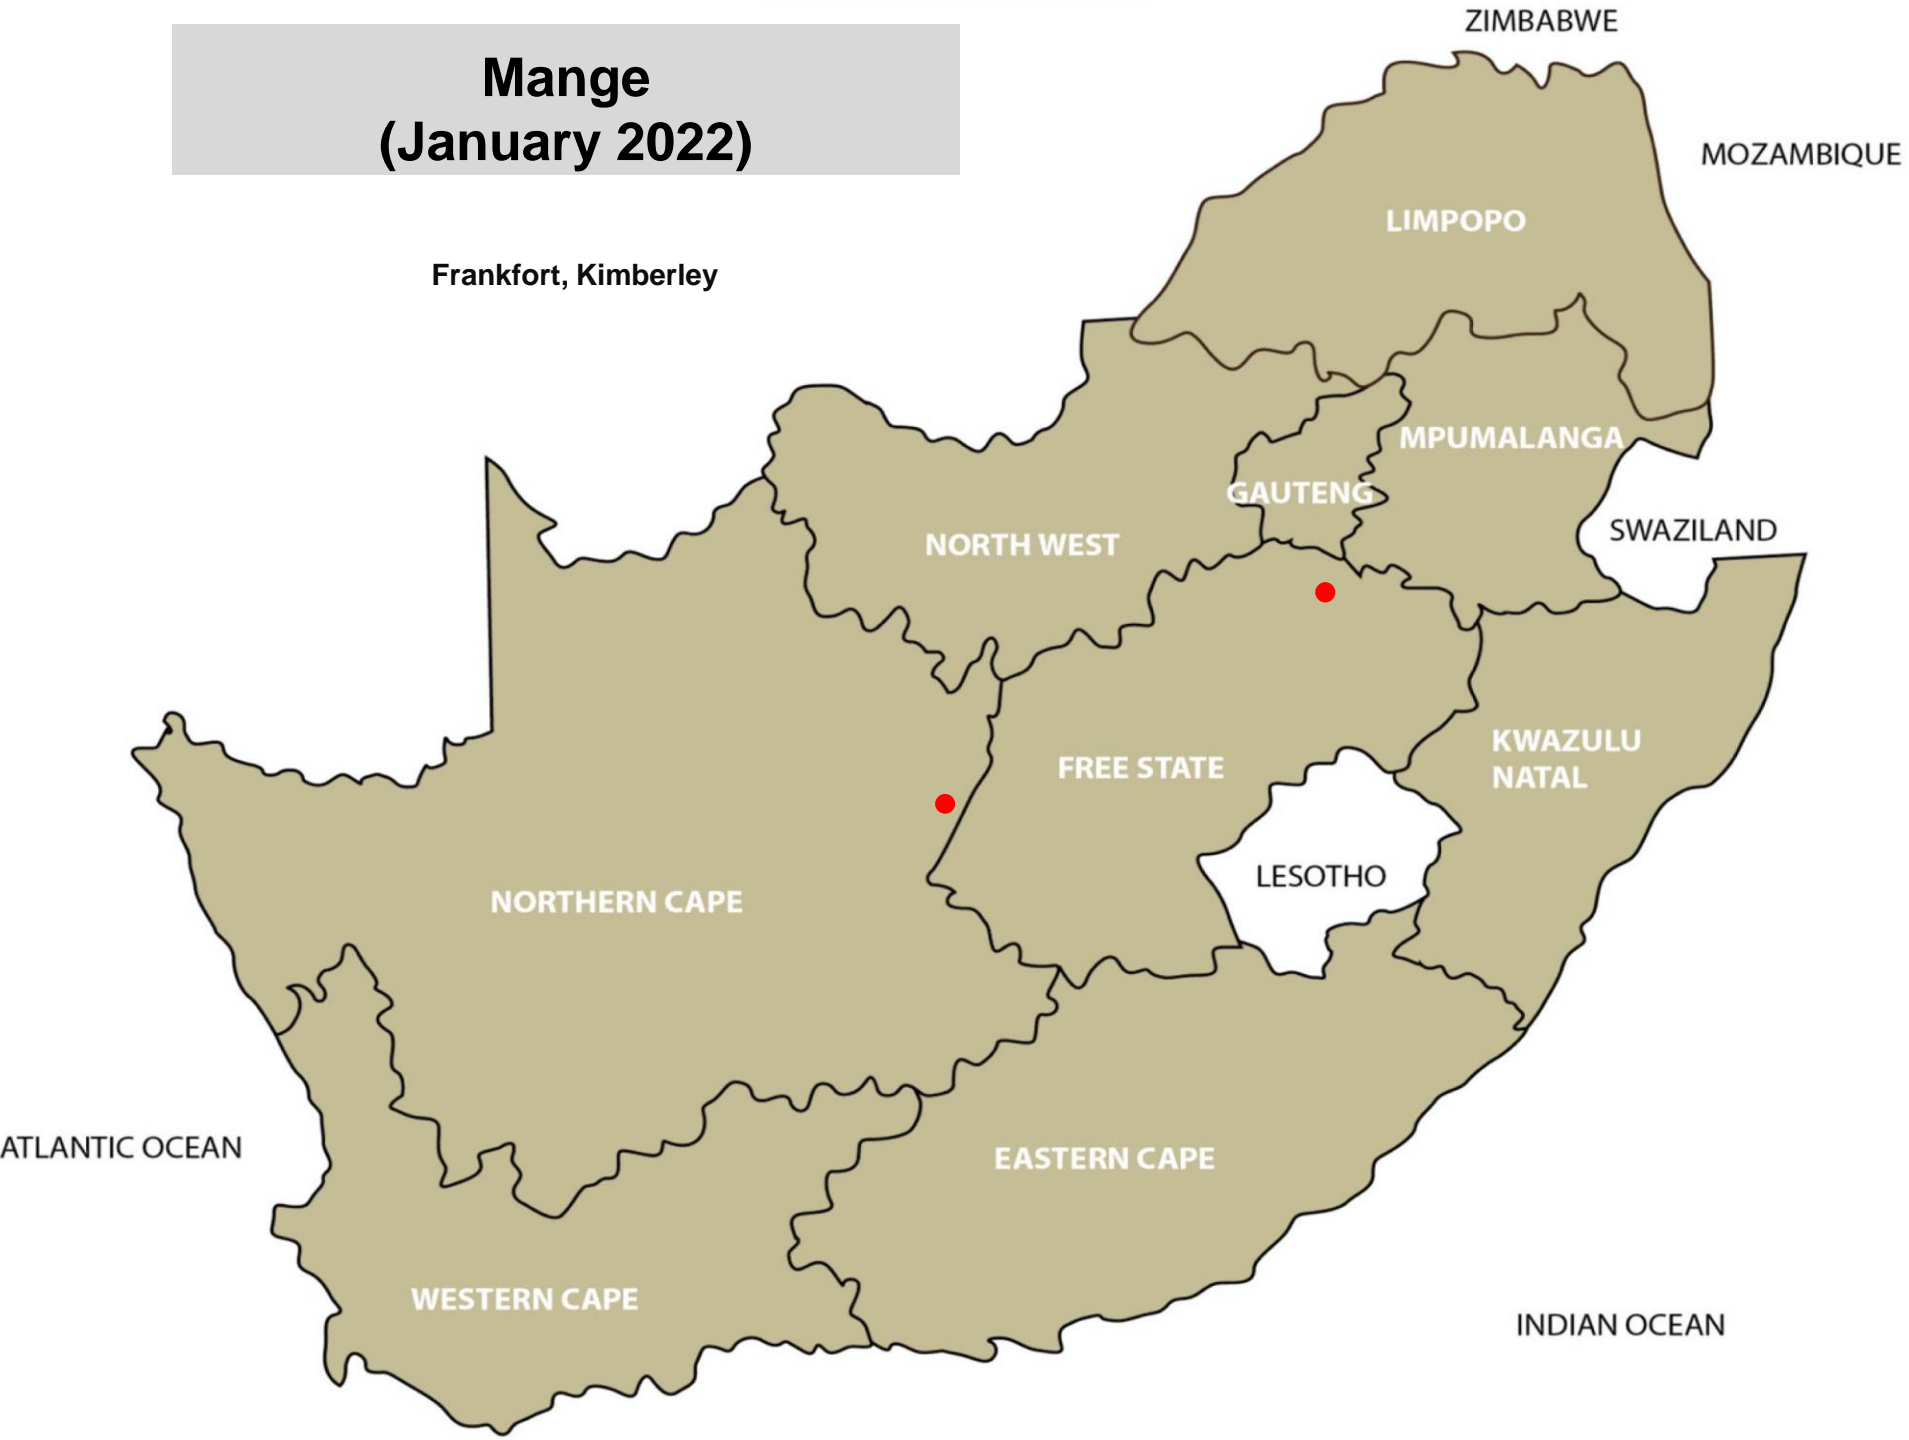 ZIMBABWE
Mange
(January 2022)
MOZAMBIQUE
LIMPOPO
Frankfort, Kimberley
MPUMALANGA
GAUTENG
SWAZILAND
NORTH WEST
KWAZULU
NATAL
FREE STATE
LESOTHO
NORTHERN CAPE
ATLANTIC OCEAN
EASTERN CAPE
WESTERN CAPE
INDIAN OCEAN